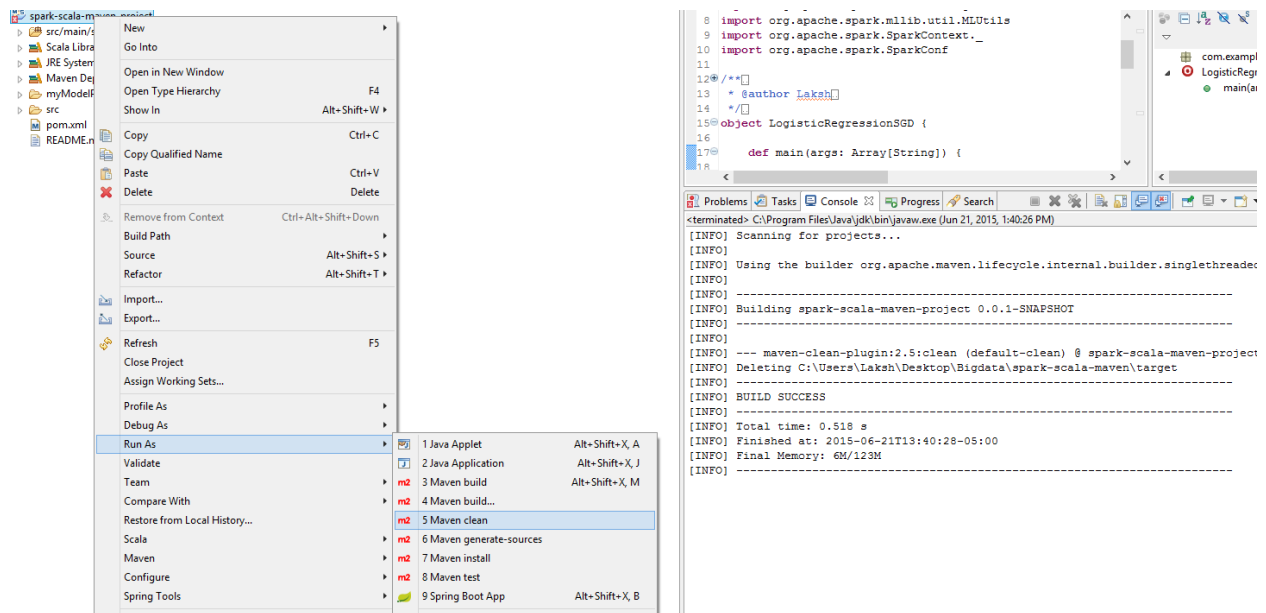 spark-scala-maven-project
src/main/s
Scala Libra
JRE System
Maven Dep
myModelP
src
pom.xml
README.m
New
Go Into
Open in New Window
Open Type Hierarchy F4
Show In Alt+Shift+W
Copy Ctrl+C
Copy Qualified Name
Paste Ctrl+V
Delete Delete
Remove from Context Ctrl+Alt+Shift+Down
Build Path
Source Alt+Shift+S
Refactor Alt+Shift+T
Import...
Export...
Refresh F5
Close Project
Assign Working Sets...
Profile As
Debug As
Run As
Validate
Team
Compare With
Restore from Local History...
Scala
Maven
Configure
Spring Tools
1 Java Applet Alt+Shift+X, A
2 Java Application Alt+Shift+X, J
m2 3 Maven build Alt+Shift+X, M
m2 4 Maven build...
m2 5 Maven clean
m2 6 Maven generate-sources
m2 7 Maven install
m2 8 Maven test
9 Spring Boot App Alt+Shift+X, B
8 import org.apache.spark.mllib.util.MLUtils
9 import org.apache.spark.SparkContext._
10 import org.apache.spark.SparkConf
11
12 /**
13 * @author Laksh
14 */
15 object LogisticRegressionSGD {
16
17 def main(args: Array[String]) {
18
com.exampl
LogisticRegr
main(ar
Problems Tasks Console Progress Search
<terminated> C:\Program Files\Java\jdk\bin\javaw.exe (Jun 21, 2015, 1:40:26 PM)
[INFO] Scanning for projects...
[INFO]
[INFO] Using the builder org.apache.maven.lifecycle.internal.builder.singlethreaded
[INFO]
[INFO] ------------------------------------------------------------------------
[INFO] Building spark-scala-maven-project 0.0.1-SNAPSHOT
[INFO] ------------------------------------------------------------------------
[INFO]
[INFO] --- maven-clean-plugin:2.5:clean (default-clean) @ spark-scala-maven-project
[INFO] Deleting C:\Users\Laksh\Desktop\Bigdata\spark-scala-maven\target
[INFO] ------------------------------------------------------------------------
[INFO] BUILD SUCCESS
[INFO] ------------------------------------------------------------------------
[INFO] Total time: 0.518 s
[INFO] Finished at: 2015-06-21T13:40:28-05:00
[INFO] Final Memory: 6M/123M
[INFO] ------------------------------------------------------------------------